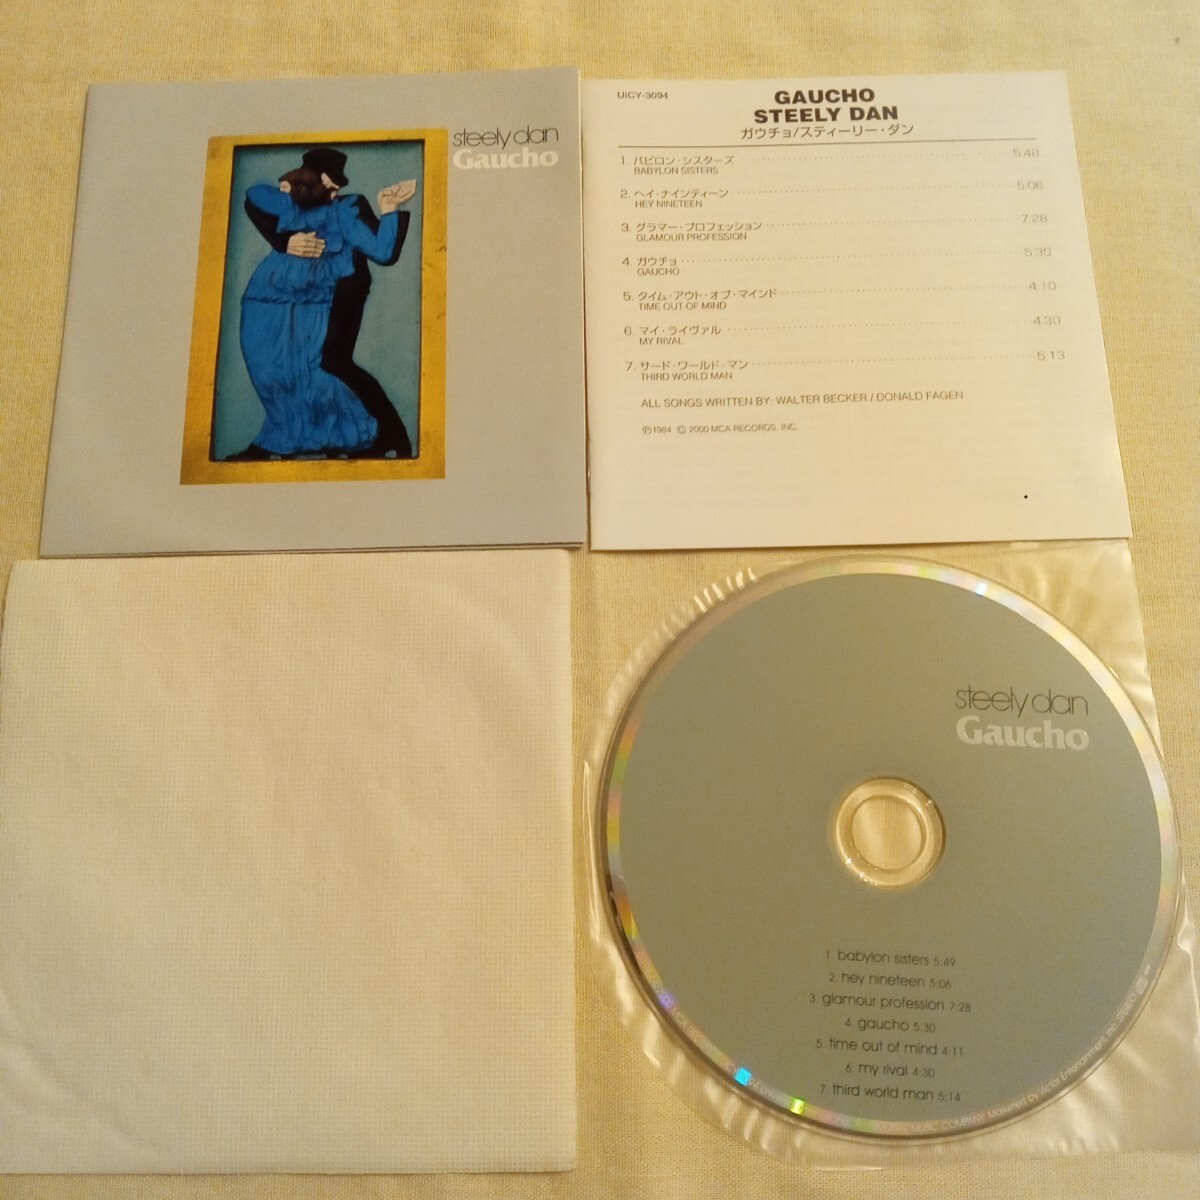 steely dan
Gaucho
UICY-3094
GAUCHO
STEELY DAN
ガウチョ/スティーリー・ダン
1. バビロン・シスターズ 5:48
BABYLON SISTERS
2. ヘイ・ナインティーン 5:06
HEY NINETEEN
3. グラマー・プロフェッション 7:28
GLAMOUR PROFESSION
4. ガウチョ 5:30
GAUCHO
5. タイム・アウト・オブ・マインド 4:10
TIME OUT OF MIND
6. マイ・ライヴァル 4:30
MY RIVAL
7. サード・ワールド・マン 5:13
THIRD WORLD MAN
ALL SONGS WRITTEN BY: WALTER BECKER / DONALD FAGEN
℗1984 © 2000 MCA RECORDS, INC
steely dan
Gaucho
1. babylon sisters 5:49
2. hey nineteen 5:06
3. glamour profession 7:28
4. gaucho 5:30
5. time out of mind 4:11
6. my rival 4:30
7. third world man 5:14
MUSIC COMPANY. Manufactured by Victor Entertainment, Inc. STEREO